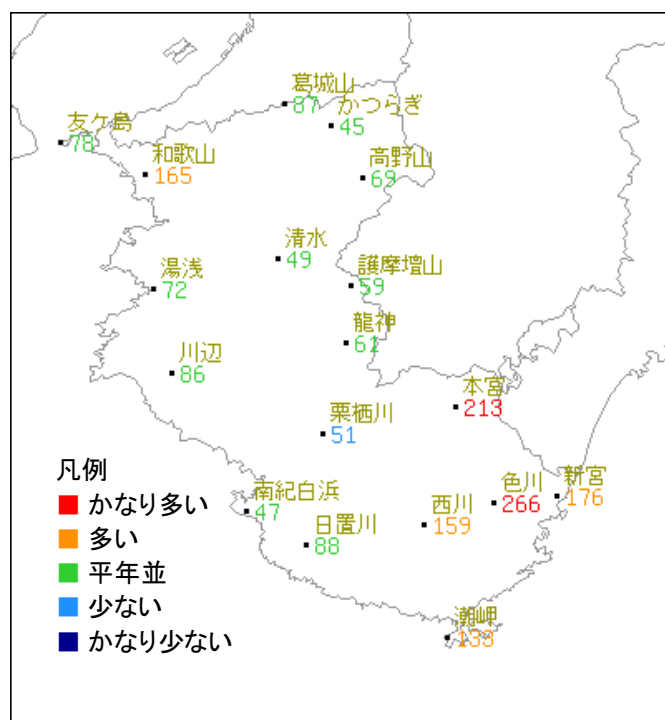 葛城山
87
かつらぎ
45
友ケ島
78
和歌山
165
高野山
69
清水
49
護摩壇山
59
湯浅
72
龍神
61
川辺
86
本宮
213
栗栖川
51
凡例
かなり多い
多い
平年並
少ない
かなり少ない
南紀白浜
47
日置川
88
西川
159
色川
266
新宮
176
潮岬
138